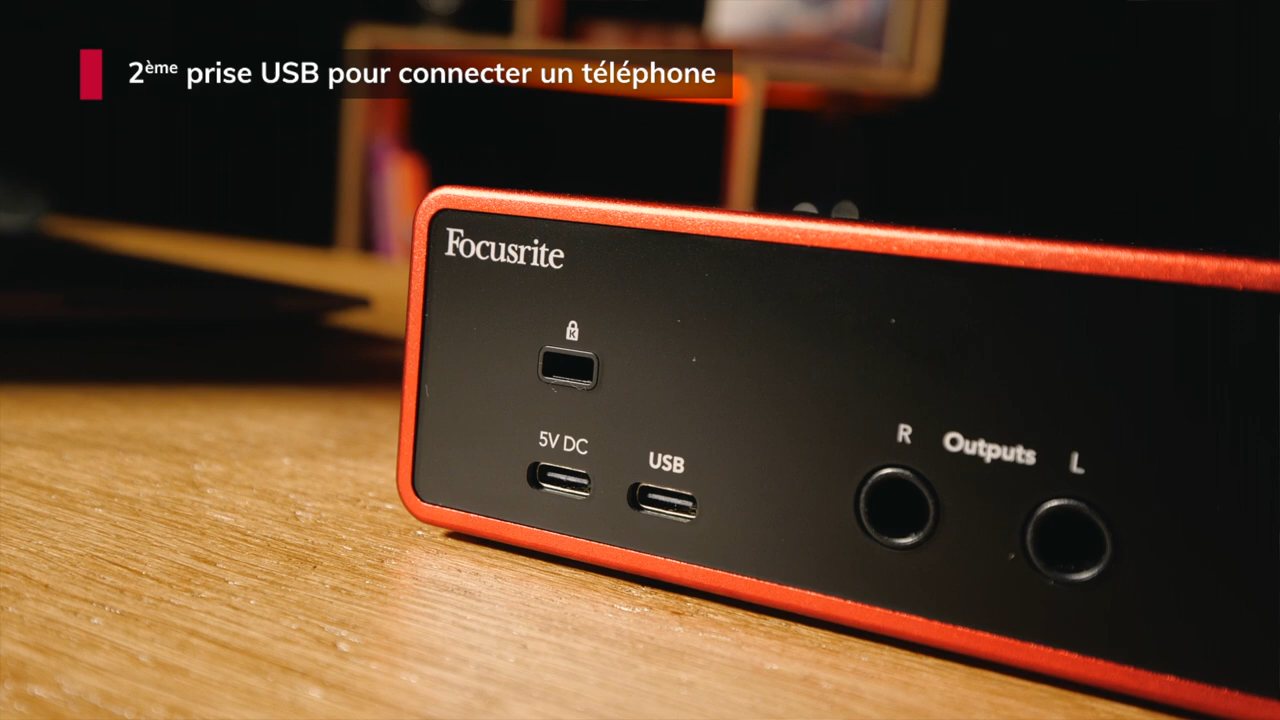 2ème prise USB pour connecter un téléphone
Focusrite
K
5V DC
USB
R
Outputs
L